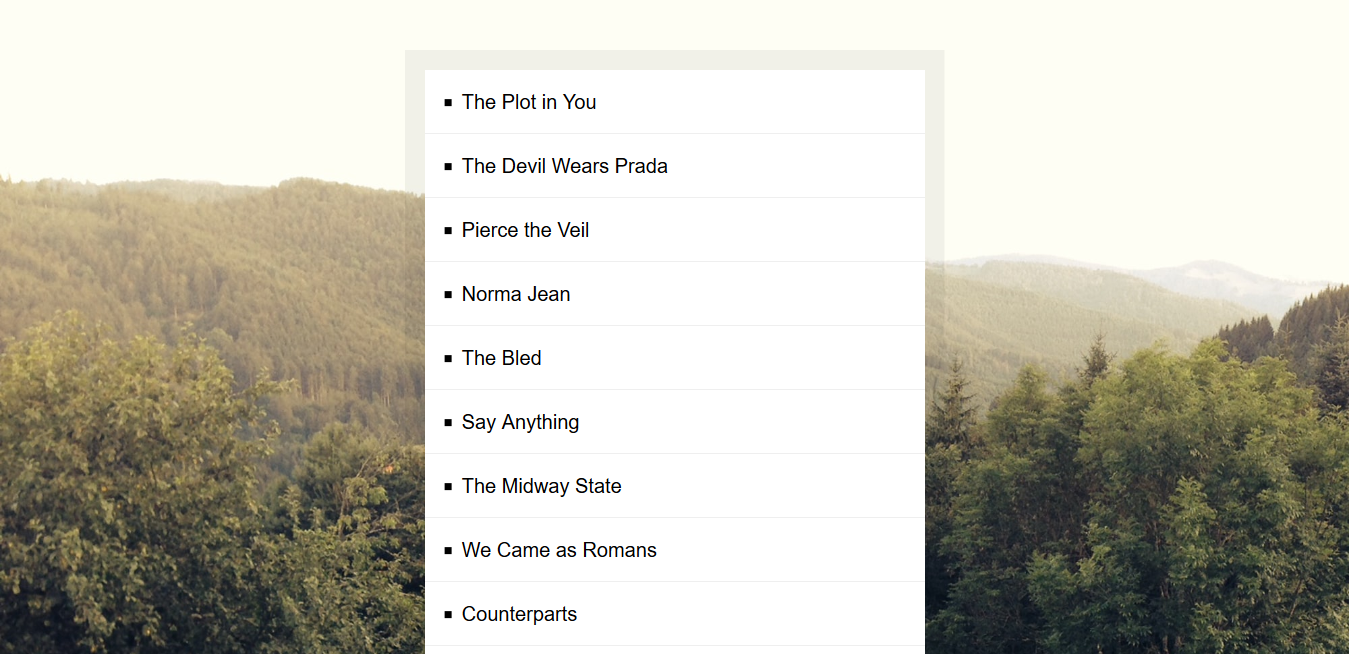 The Plot in You
The Devil Wears Prada
Pierce the Veil
Norma Jean
The Bled
Say Anything
The Midway State
We Came as Romans
Counterparts